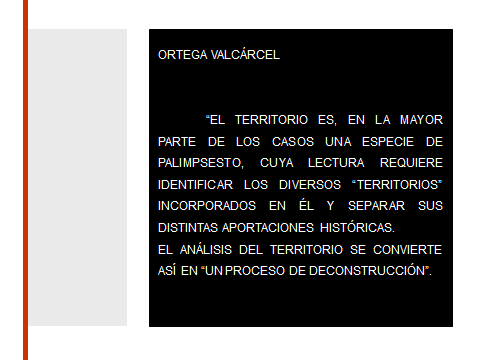 ORTEGA VALCÁRCEL
“EL TERRITORIO ES, EN LA MAYOR
PARTE DE LOS CASOS UNA ESPECIE DE
PALIMPSESTO, CUYA LECTURA REQUIERE
IDENTIFICAR LOS DIVERSOS “TERRITORIOS”
INCORPORADOS EN ÉL Y SEPARAR SUS
DISTINTAS APORTACIONES HISTÓRICAS.
EL ANÁLISIS DEL TERRITORIO SE CONVIERTE
ASÍ EN “UN PROCESO DE DECONSTRUCCIÓN”.